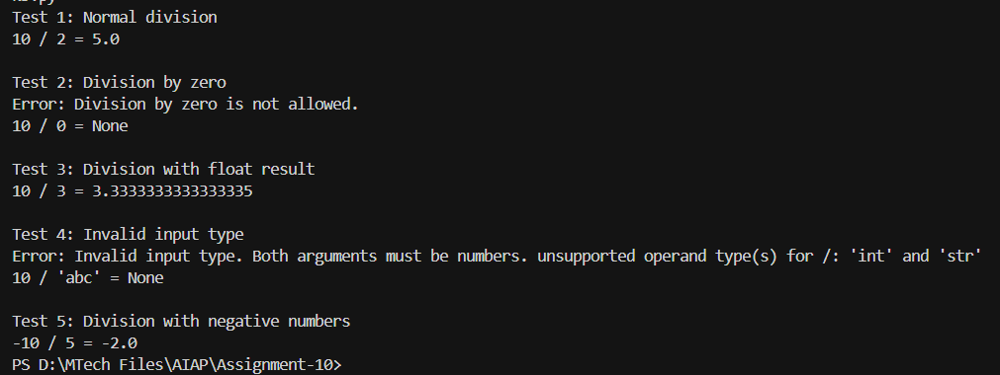 Test 1: Normal division
10 / 2 = 5.0
Test 2: Division by zero
Error: Division by zero is not allowed.
10 / 0 = None
Test 3: Division with float result
10 / 3 = 3.3333333333333335
Test 4: Invalid input type
Error: Invalid input type. Both arguments must be numbers. unsupported operand type(s) for /: 'int' and 'str'
10 / 'abc' = None
Test 5: Division with negative numbers
-10 / 5 = -2.0
PS D:\MTech Files\AIAP\Assignment-10>